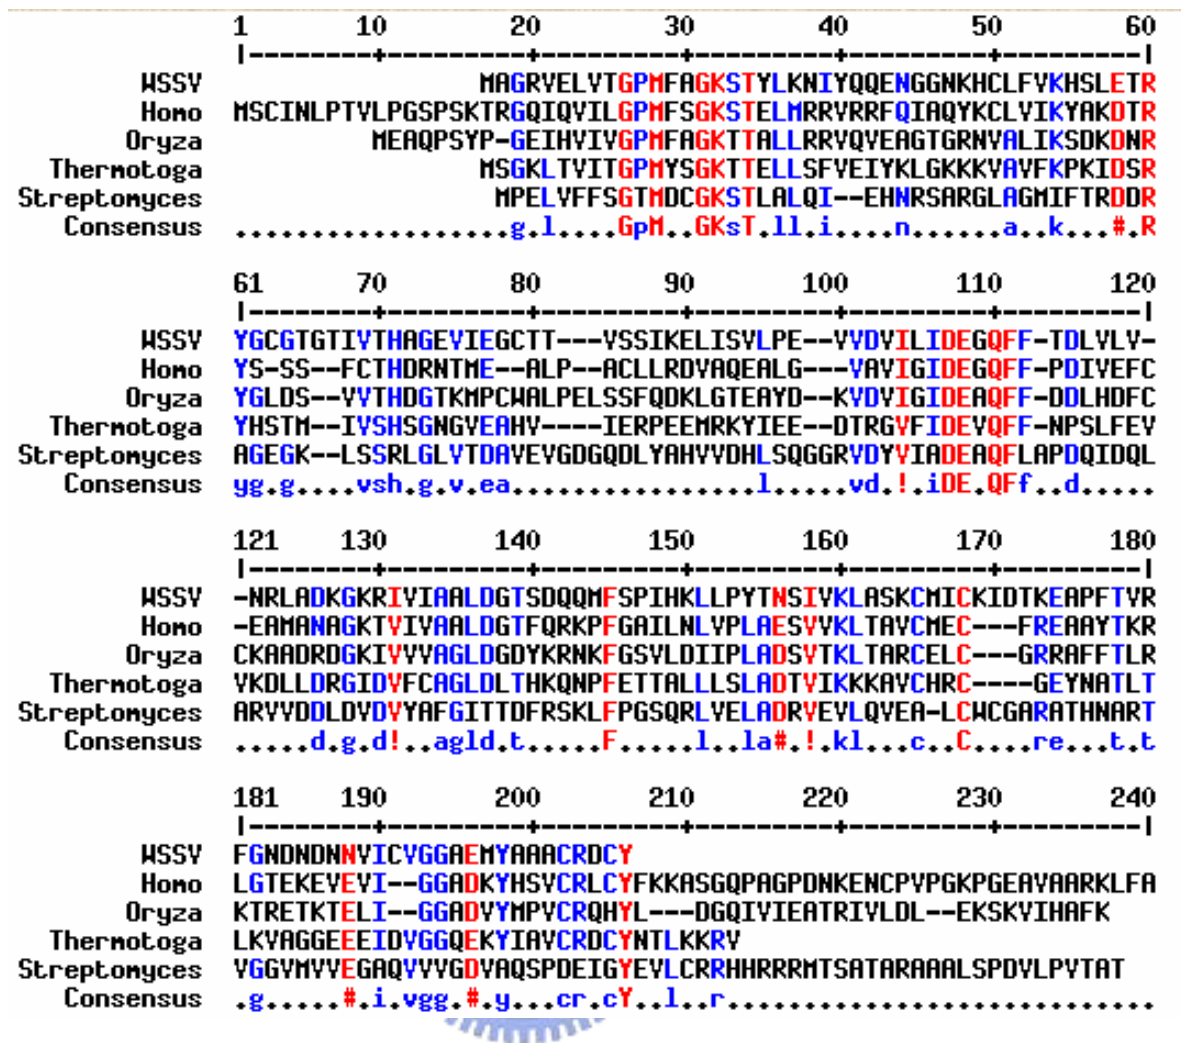 1 10 20 30 40 50 60
|--------+---------+---------+---------+---------+---------|
WSSV MAGRVELVTGPMFAGKSTYLKNIYQQENGGNKHCLFVKHSLETR
Homo MSCINLPTVLPGSPSKTRGQIQVILGPMFSGKSTELMRRVRRFQIAQYKCLVIKYAKDTR
Oryza MEAQPSYP-GEIHVIVGPMFAGKTTALLRRVQVEAGTGRNVALIKSDKDNR
Thermotoga MSGKLTVITGPMYSGKTTELLSFVEIYKLGKKKVAVFKPKIDSR
Streptomyces MPELVFFSGTMDCGKSTLALQI--EHNRSARGLAGMIFTRDDR
Consensus ..................g.l....GpM..GKsT.ll.i....n......a..k...#.R
61 70 80 90 100 110 120
|--------+---------+---------+---------+---------+---------|
WSSV YGCGTGTIVTHAGEVIEGCTT---VSSIKELISVLPE--VVDVILIDEGQFF-TDLVLV-
Homo YS-SS--FCTHDRNTME--ALP--ACLLRDVAQEALG--VAVIGIDEGQFF-PDIVEFC
Oryza YGLDS--VVTHDGTKMPCWALPELSSFQDKLGTEAYD--KVDVIGIDEAQFF-DDLHDFC
Thermotoga YHSTM--IVSHSGNGVEAHV----IERPEEMRKYIEE--DTRGVFIDEVQFF-NPSLFEV
Streptomyces AGEGK--LSSRLGLVTDAVEVGDGQDLYAHVVDHLSQGGRVDYVIADEAQFLAPDQIDQL
Consensus yg.g....vsh.g.v.ea................l.....vd.!.iDE.QFf..d.....
121 130 140 150 160 170 180
|--------+---------+---------+---------+---------+---------|
WSSV -NRLADKGKRIVIAALDGTSDQQMFSPIHKLLPYTNSIVKLASKCMICKIDTKEAPFTVR
Homo -EAMANAGKTVIVAALDGTFQRKPFGAILNLVPLAESVVKLTAVCMEC---FREAAYTKR
Oryza CKAADRDGKIVVVAGLDGDYKRNKFGSVLDIIPLADSVTKLTARCELC---GRRAFFTLR
Thermotoga VKDLLDRGIDVFCAGLDLTHKQNPFETTALLLSLADTVIKKKAVCHRC----GEYNATLT
Streptomyces ARVVDDLDVDVYAFGITTDFRSKLFPGSQRLVELADRVEVLQVEA-LCWCGARATHNART
Consensus .....d.g.d!..agld.t.....F.....l..la#.!.kl...c..C....re...t.t
181 190 200 210 220 230 240
|--------+---------+---------+---------+---------+---------|
WSSV FGNDNDNNVICVGGAEMYAAACRDCY
Homo LGTEKEVEVI--GGADKYHSVCRLCYFKKASGQPAGPDNKENCPVPGKPGEAVAARKLFA
Oryza KTRETKTELI--GGADVYMPVCRQHYL---DGQIVIEATRIVLDL--EKSKVIHAFK
Thermotoga LKVAGGEEEIDVGGQEKYIAVCRDCYNTLKKRV
Streptomyces VGGVMVVEGAQVVVGDVAQSPDEIGYEVLCRRHHRRRMTSATARAAALSPDVLPVTAT
Consensus .g.....#.i.vgg.#.y...cr.cY..l..r............................